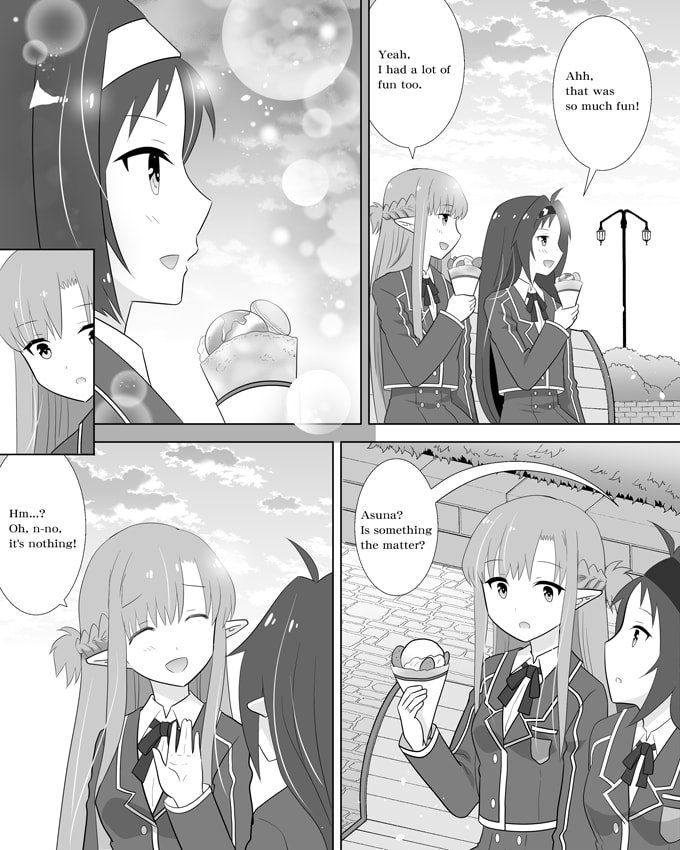 Ahh,
that was
so much fun!
Yeah,
I had a lot of
fun too.
Asuna?
Is something
the matter?
Hm...?
Oh, n-no,
it's nothing!